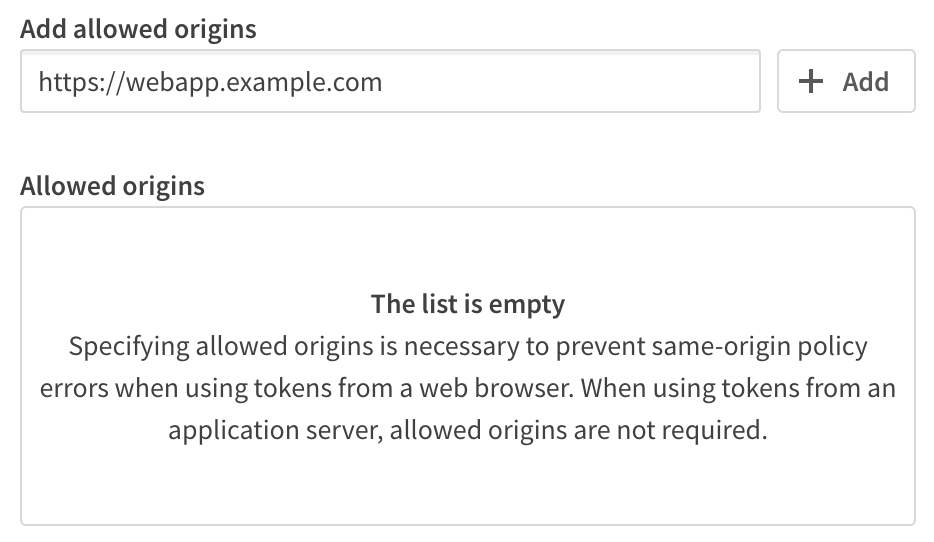 Add allowed origins
https://webapp.example.com
+ Add
Allowed origins
The list is empty
Specifying allowed origins is necessary to prevent same-origin policy
errors when using tokens from a web browser. When using tokens from an
application server, allowed origins are not required.